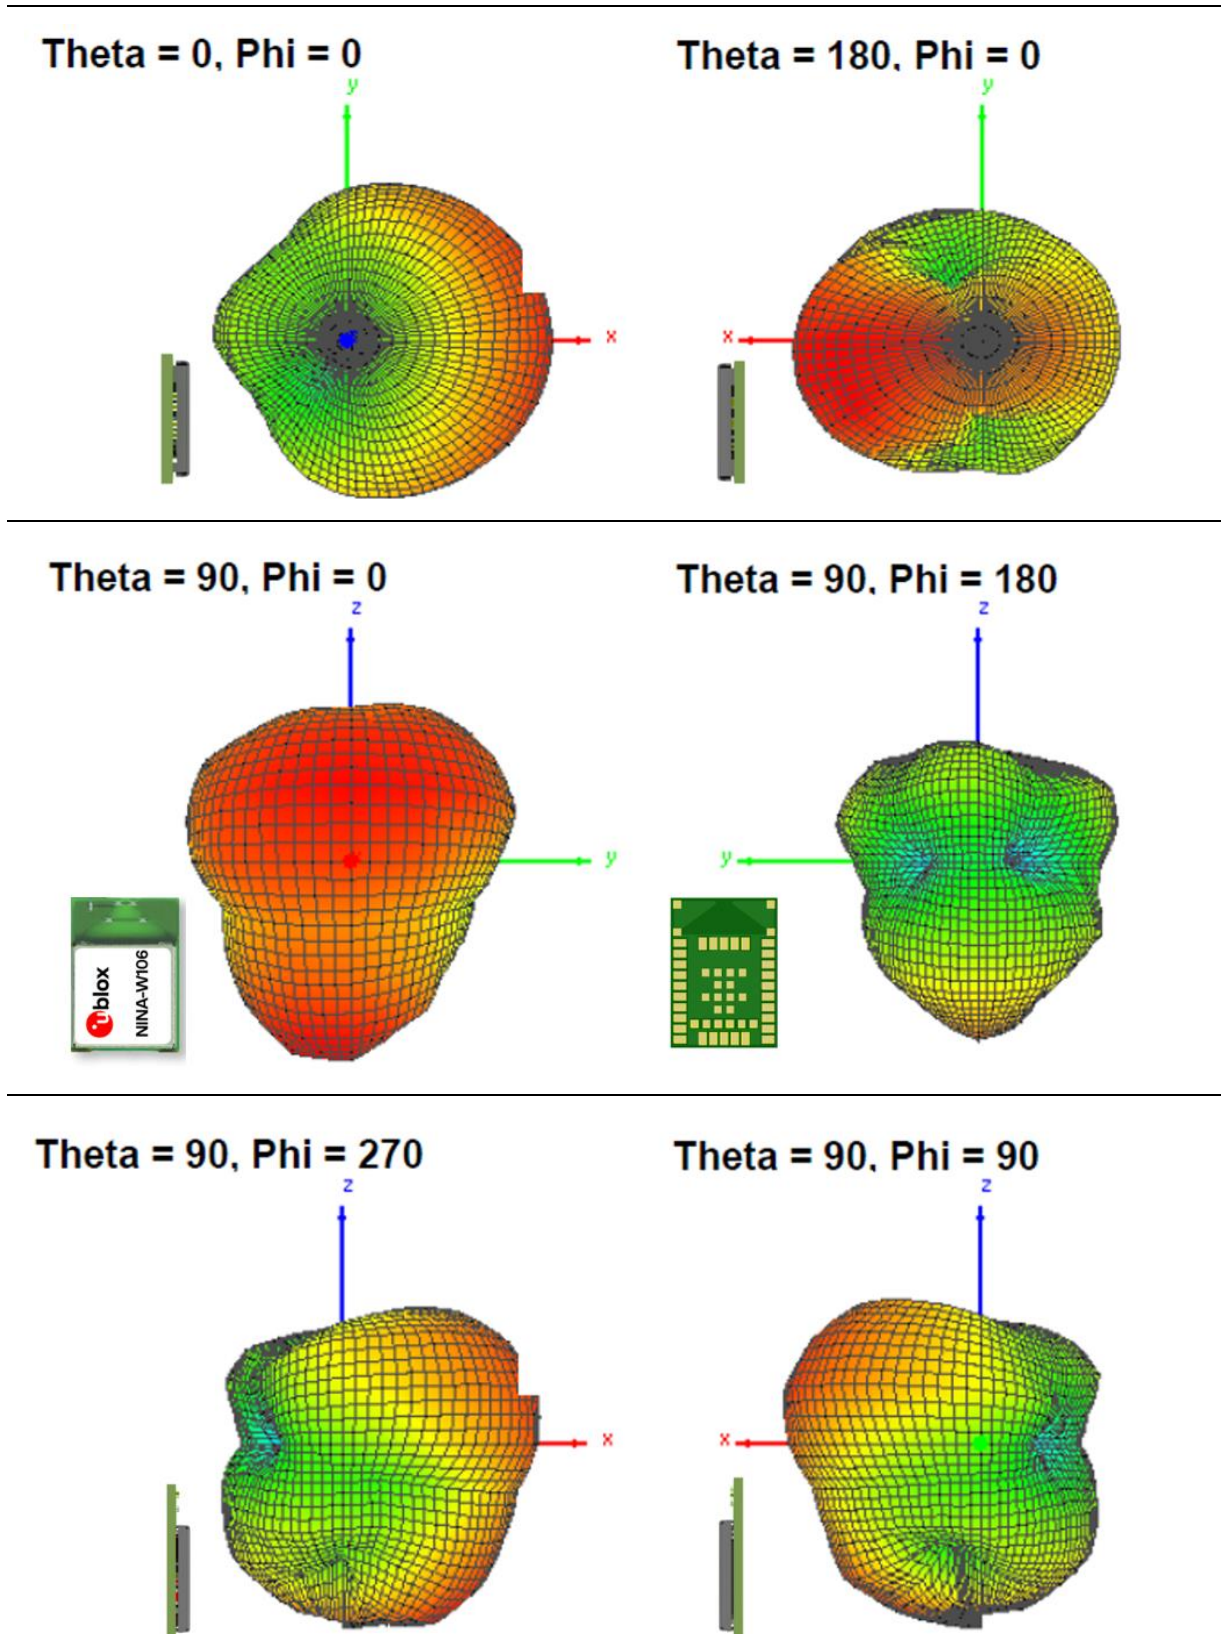 Theta = 0, Phi = 0
Theta = 180, Phi = 0
y
y
x
x
Theta = 90, Phi = 0
Theta = 90, Phi = 180
z
z
y
y
ublox
NINA-W106
Theta = 90, Phi = 270
Theta = 90, Phi = 90
z
z
x
x